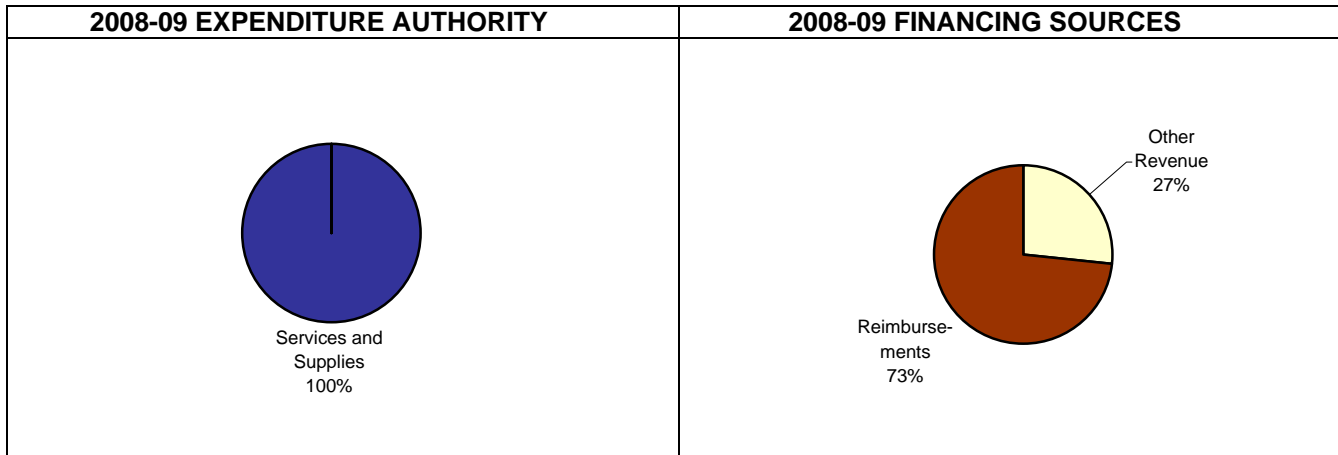 2008-09 EXPENDITURE AUTHORITY
Services and
Supplies
100%
2008-09 FINANCING SOURCES
Other
Revenue
27%
Reimburse-
ments
73%